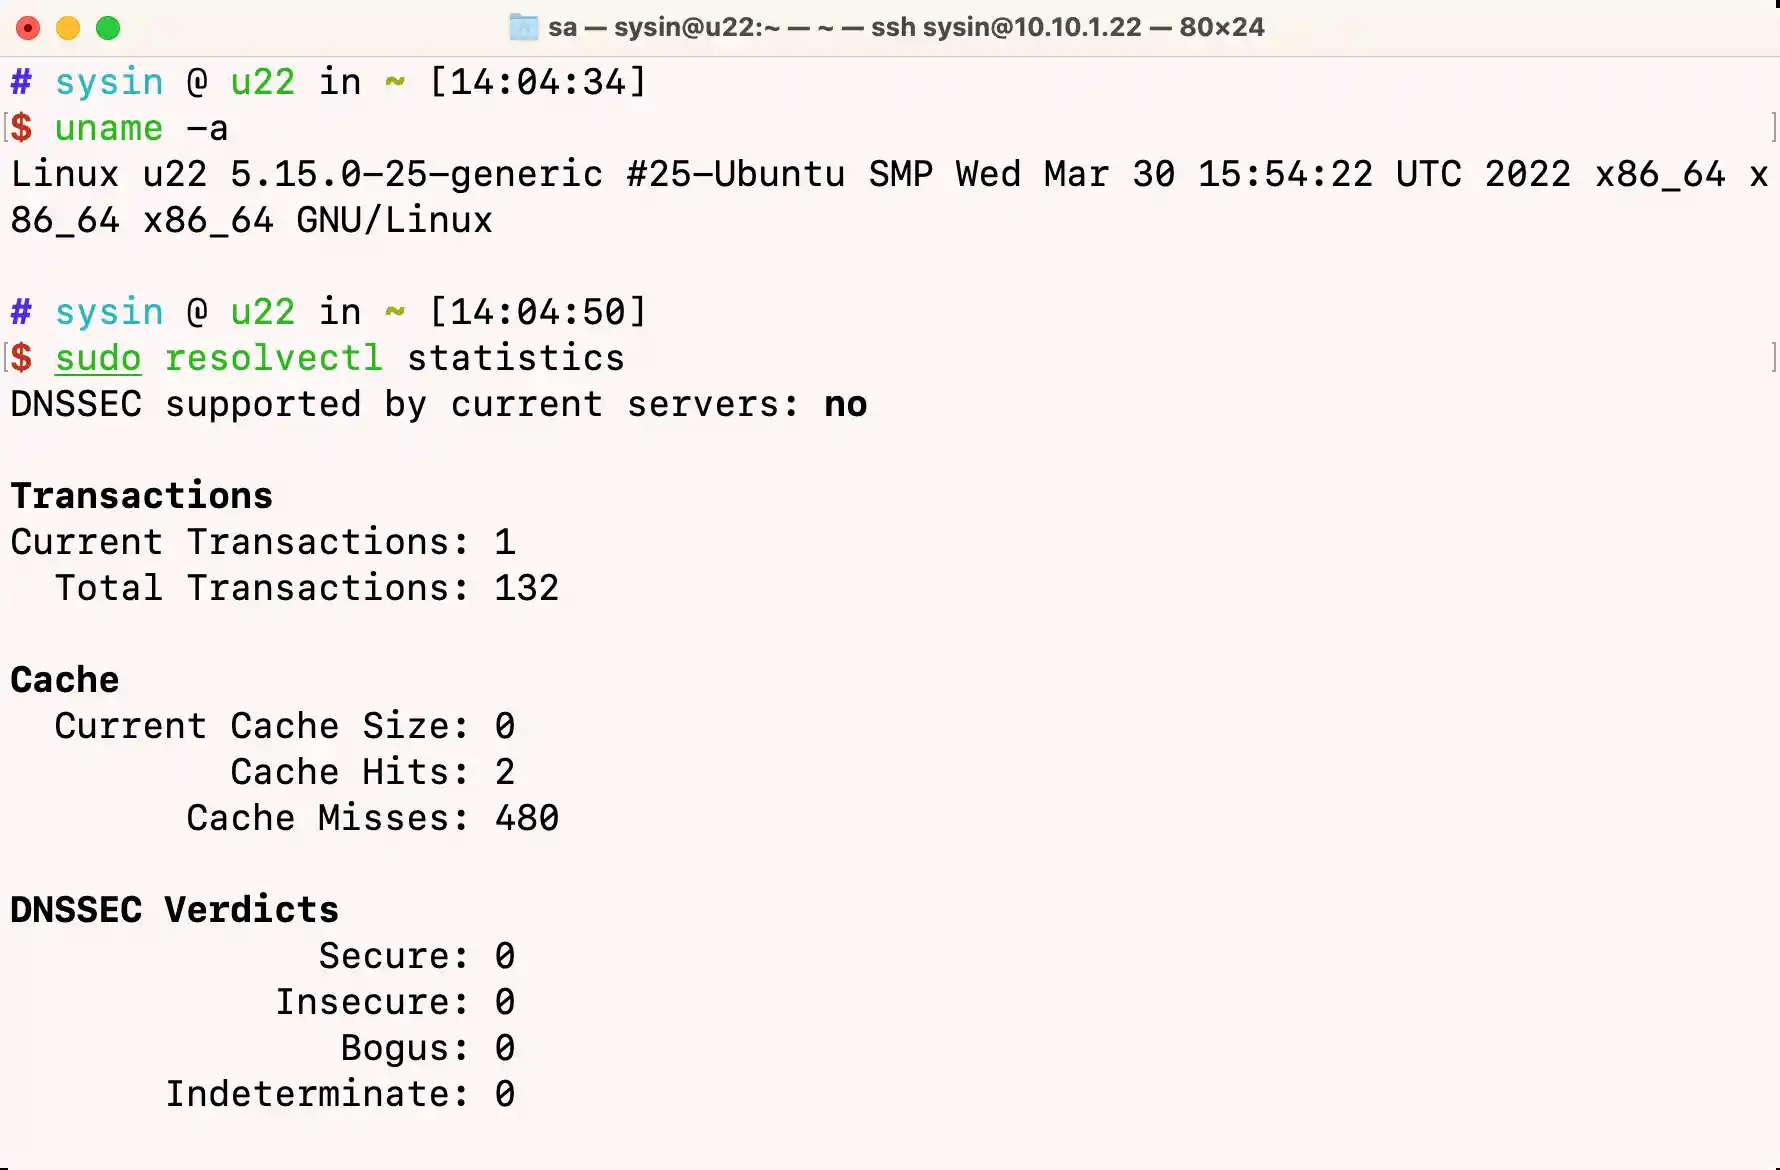 sa — sysin@u22:~ — ~ — ssh sysin@10.10.1.22 — 80×24
# sysin @ u22 in ~ [14:04:34]
[$ uname -a ]
Linux u22 5.15.0-25-generic #25-Ubuntu SMP Wed Mar 30 15:54:22 UTC 2022 x86_64 x
86_64 x86_64 GNU/Linux
# sysin @ u22 in ~ [14:04:50]
[$ sudo resolvectl statistics ]
DNSSEC supported by current servers: no
Transactions
Current Transactions: 1
Total Transactions: 132
Cache
Current Cache Size: 0
Cache Hits: 2
Cache Misses: 480
DNSSEC Verdicts
Secure: 0
Insecure: 0
Bogus: 0
Indeterminate: 0